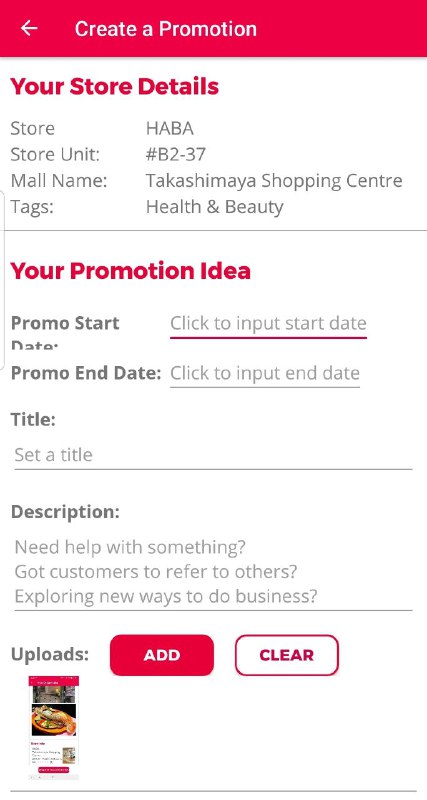 Create a Promotion
Your Store Details
Store HABA
Store Unit: #B2-37
Mall Name: Takashimaya Shopping Centre
Tags: Health & Beauty
Your Promotion Idea
Promo Start Click to input start date
Date:
Promo End Date: Click to input end date
Title:
Set a title
Description:
Need help with something?
Got customers to refer to others?
Exploring new ways to do business?
Uploads: ADD CLEAR